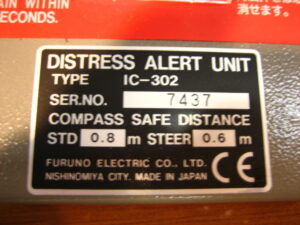 AIN WITHIN
ECONDS.
消せます。
DISTRESS ALERT UNIT
TYPE IC-302
SER.NO. 7437
COMPASS SAFE DISTANCE
STD 0.8 m STEER 0.6 m
FURUNO ELECTRIC CO., LTD.
NISHINOMIYA CITY. MADE IN JAPAN CE